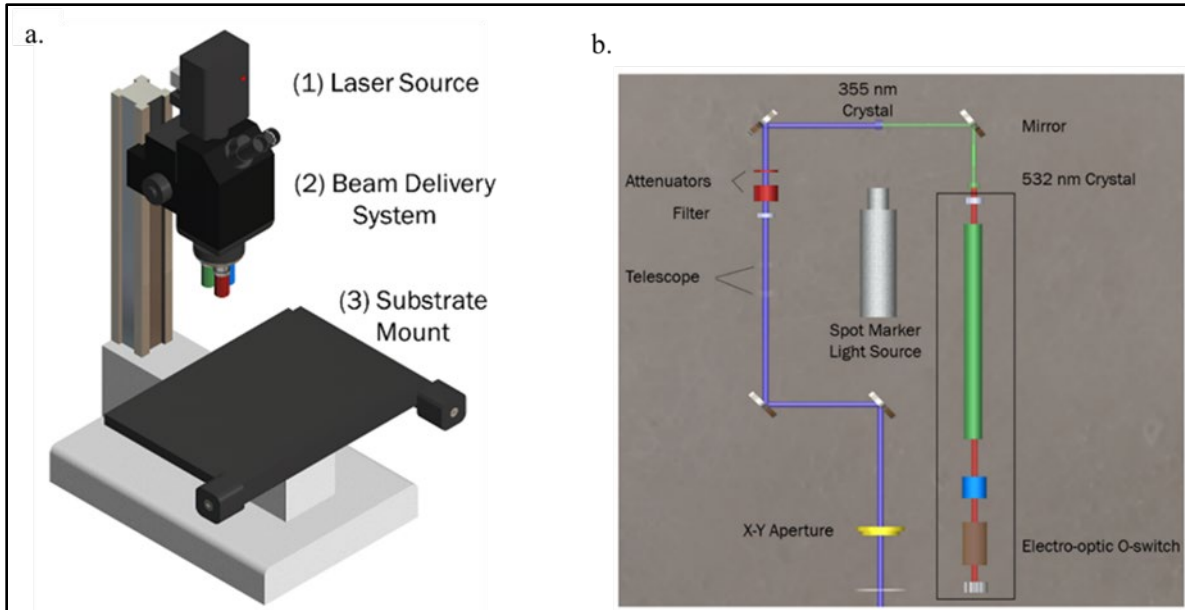 a.
(1) Laser Source
(2) Beam Delivery
System
(3) Substrate
Mount
b.
355 nm
Crystal
Mirror
532 nm Crystal
Attenuators
Filter
Telescope
Spot Marker
Light Source
X-Y Aperture
Electro-optic O-switch